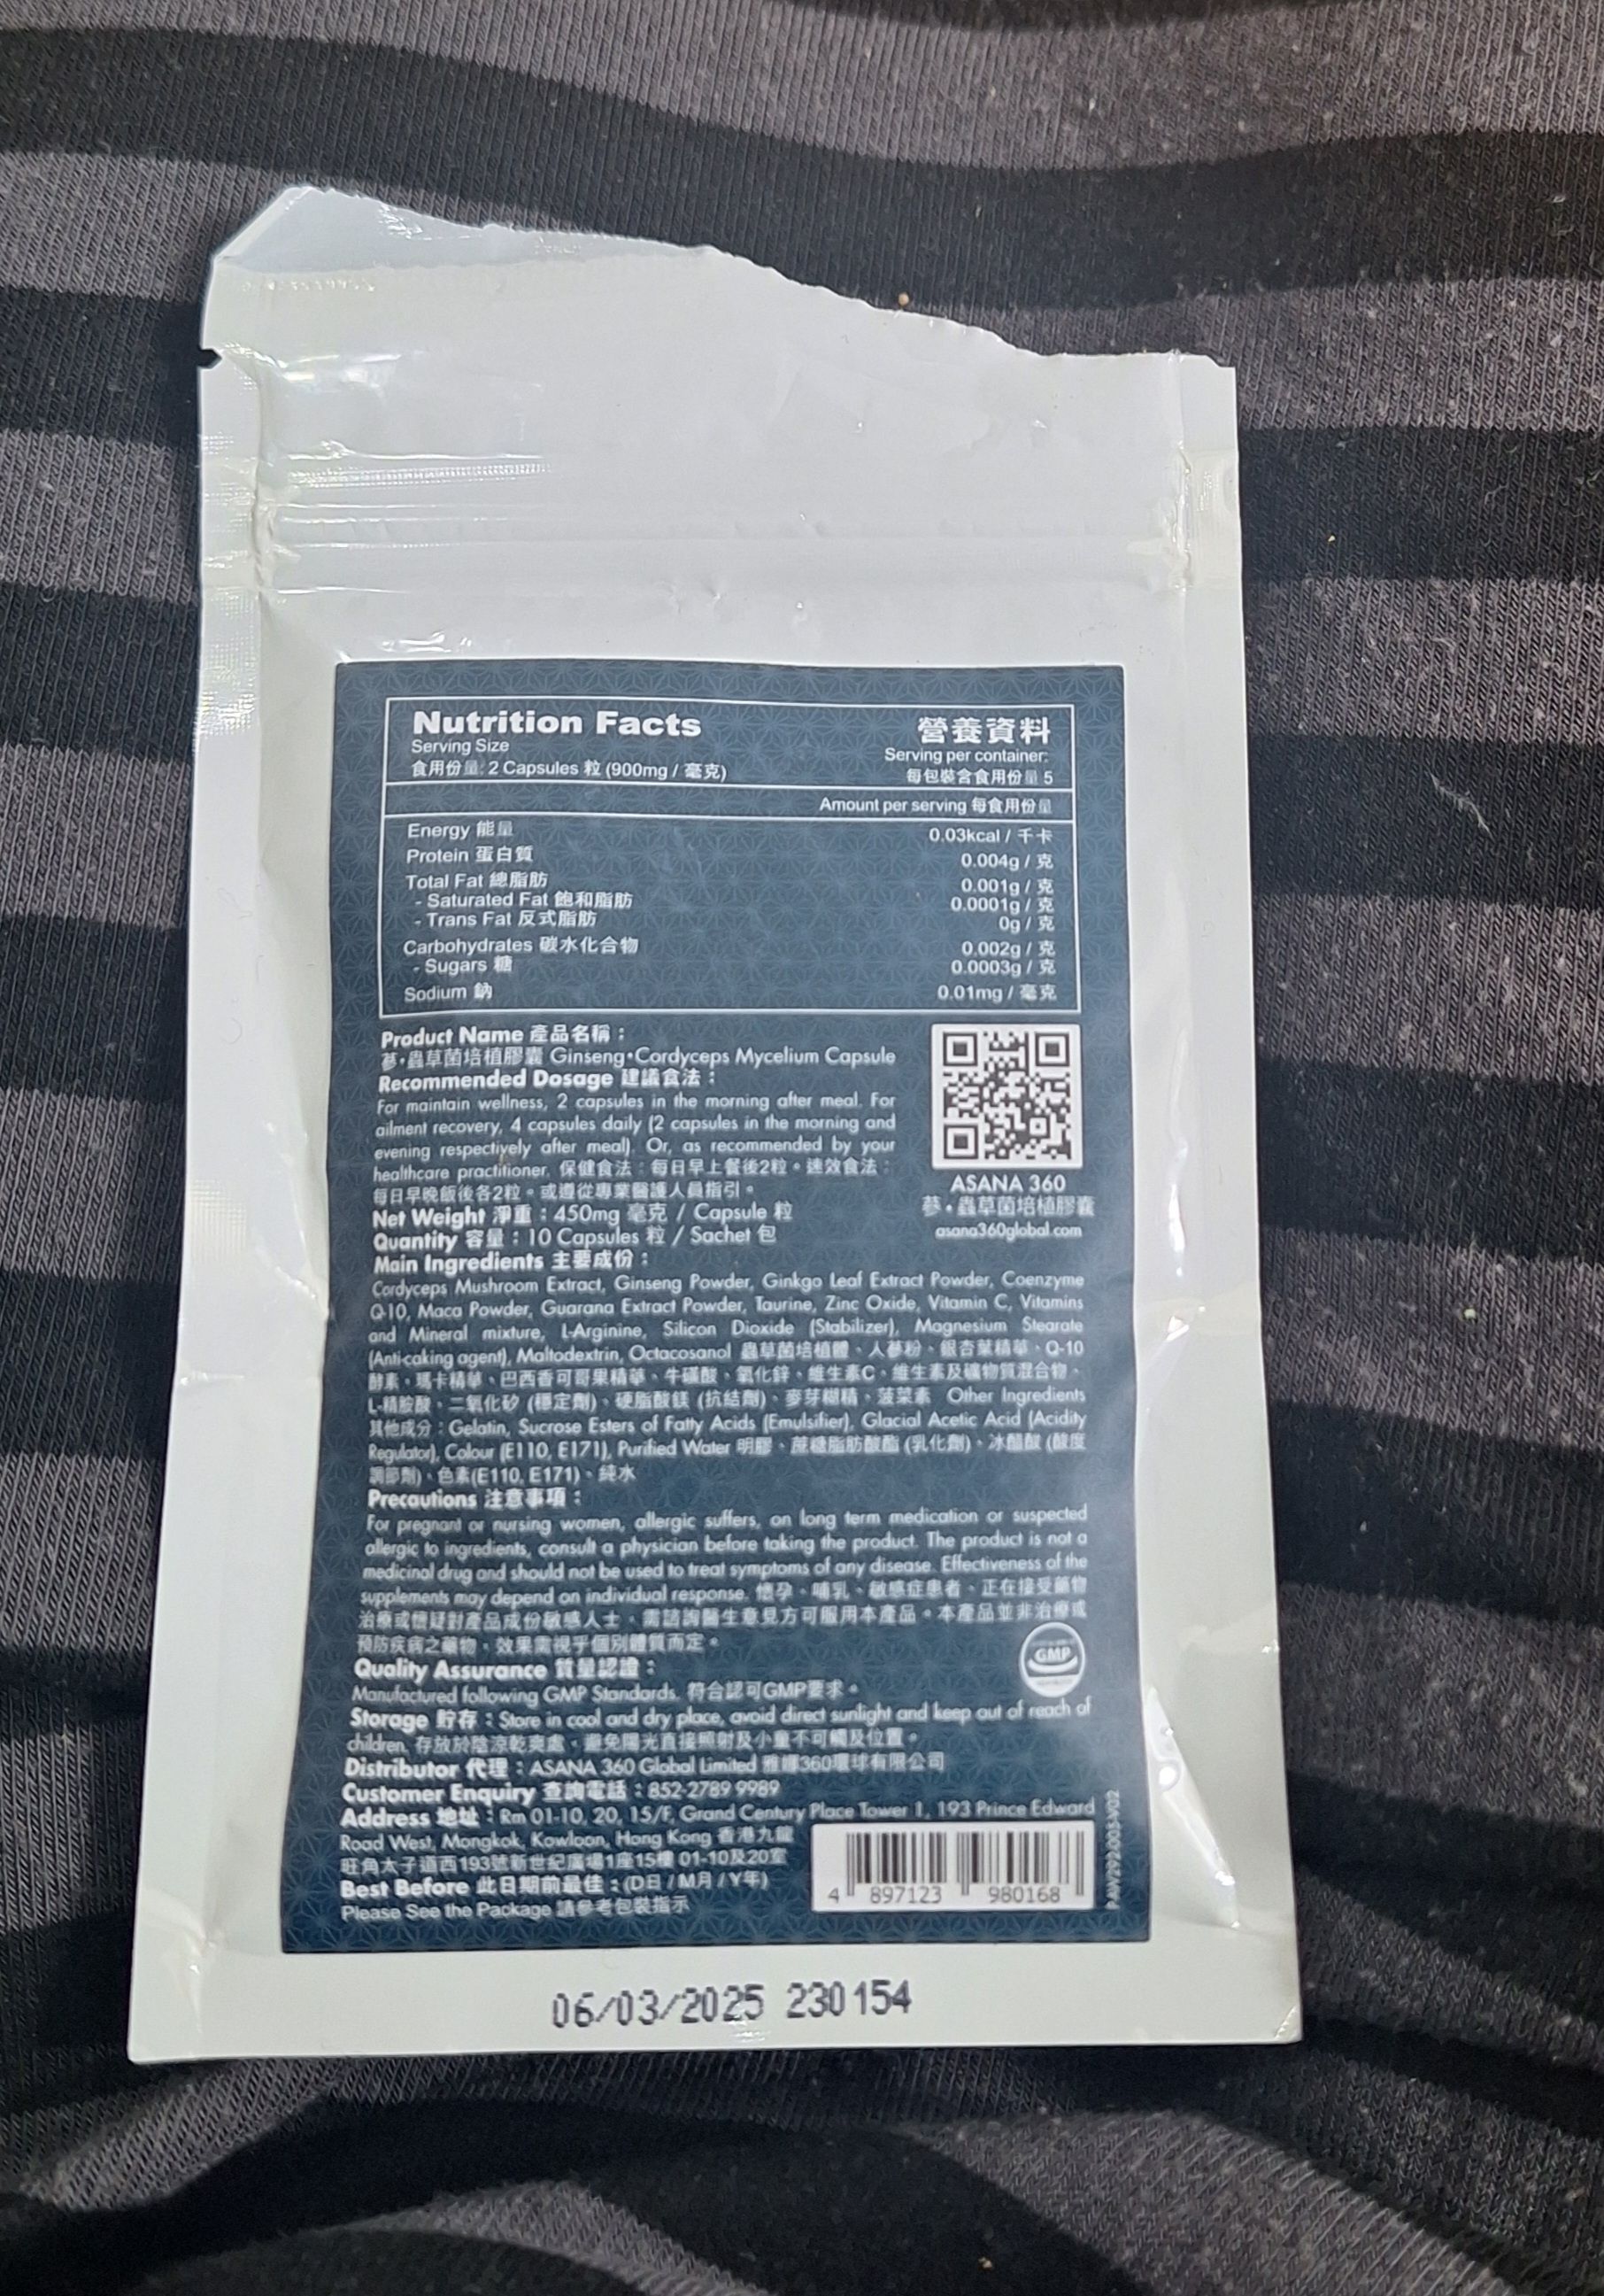 Nutrition Facts 營養資料
Serving Size Serving per container:
食用份量: 2 Capsules 粒 (900mg / 毫克) 每包裝含食用份量 5
Amount per serving 每食用份量
Energy 能量 0.03kcal / 千卡
Protein 蛋白質 0.004g / 克
Total Fat 總脂肪 0.001g / 克
- Saturated Fat 飽和脂肪 0.0001g / 克
- Trans Fat 反式脂肪 0g / 克
Carbohydrates 碳水化合物 0.002g / 克
- Sugars 糖 0.0003g / 克
Sodium 鈉 0.01mg / 毫克
Product Name 產品名稱：
蔘•蟲草菌培植膠囊 Ginseng•Cordyceps Mycelium Capsule
Recommended Dosage 建議食法：
For maintain wellness, 2 capsules in the morning after meal. For
ailment recovery, 4 capsules daily (2 capsules in the morning and
evening respectively after meal). Or, as recommended by your
healthcare practitioner. 保健食法：每日早上餐後2粒。速效食法：
每日早晚飯後各2粒。或遵從專業醫護人員指引。
ASANA 360
蔘•蟲草菌培植膠囊
asana360global.com
Net Weight 淨重：450mg 毫克 / Capsule 粒
Quantity 容量：10 Capsules 粒 / Sachet 包
Main Ingredients 主要成份：
Cordyceps Mushroom Extract, Ginseng Powder, Ginkgo Leaf Extract Powder, Coenzyme
Q-10, Maca Powder, Guarana Extract Powder, Taurine, Zinc Oxide, Vitamin C, Vitamins
and Mineral mixture, L-Arginine, Silicon Dioxide (Stabilizer), Magnesium Stearate
(Anti-caking agent), Maltodextrin, Octacosanol 蟲草菌培植體、人蔘粉、銀杏葉精華、Q-10
酵素、瑪卡精華、巴西香可哥果精華、牛磺酸、氧化鋅、維生素C、維生素及礦物質混合物、
L-精胺酸、二氧化矽 (穩定劑)、硬脂酸鎂 (抗結劑)、麥芽糊精、菠菜素 Other Ingredients
其他成分：Gelatin, Sucrose Esters of Fatty Acids (Emulsifier), Glacial Acetic Acid (Acidity
Regulator), Colour (E110, E171), Purified Water 明膠、蔗糖脂肪酸酯 (乳化劑)、冰醋酸 (酸度
調節劑)、色素(E110, E171)、純水
Precautions 注意事項：
For pregnant or nursing women, allergic suffers, on long term medication or suspected
allergic to ingredients, consult a physician before taking the product. The product is not a
medicinal drug and should not be used to treat symptoms of any disease. Effectiveness of the
supplements may depend on individual response. 懷孕、哺乳、敏感症患者、正在接受藥物
治療或懷疑對產品成份敏感人士，需諮詢醫生意見方可服用本產品。本產品並非治療或
預防疾病之藥物，效果需視乎個別體質而定。
GMP
Quality Assurance 質量認證：
Manufactured following GMP Standards. 符合認可GMP要求。
Storage 貯存：Store in cool and dry place, avoid direct sunlight and keep out of reach of
children. 存放於陰涼乾爽處，避免陽光直接照射及小童不可觸及位置。
Distributor 代理：ASANA 360 Global Limited 雅娜360環球有限公司
Customer Enquiry 查詢電話：852-2789 9989
Address 地址：Rm 01-10, 20, 15/F, Grand Century Place Tower 1, 193 Prince Edward
Road West, Mongkok, Kowloon, Hong Kong 香港九龍
旺角太子道西193號新世紀廣場1座15樓 01-10及20室
Best Before 此日期前最佳：(D日 / M月 / Y年)
Please See the Package 請參考包裝指示
4 897123 980168
PAW292005-V02
06/03/2025 230154